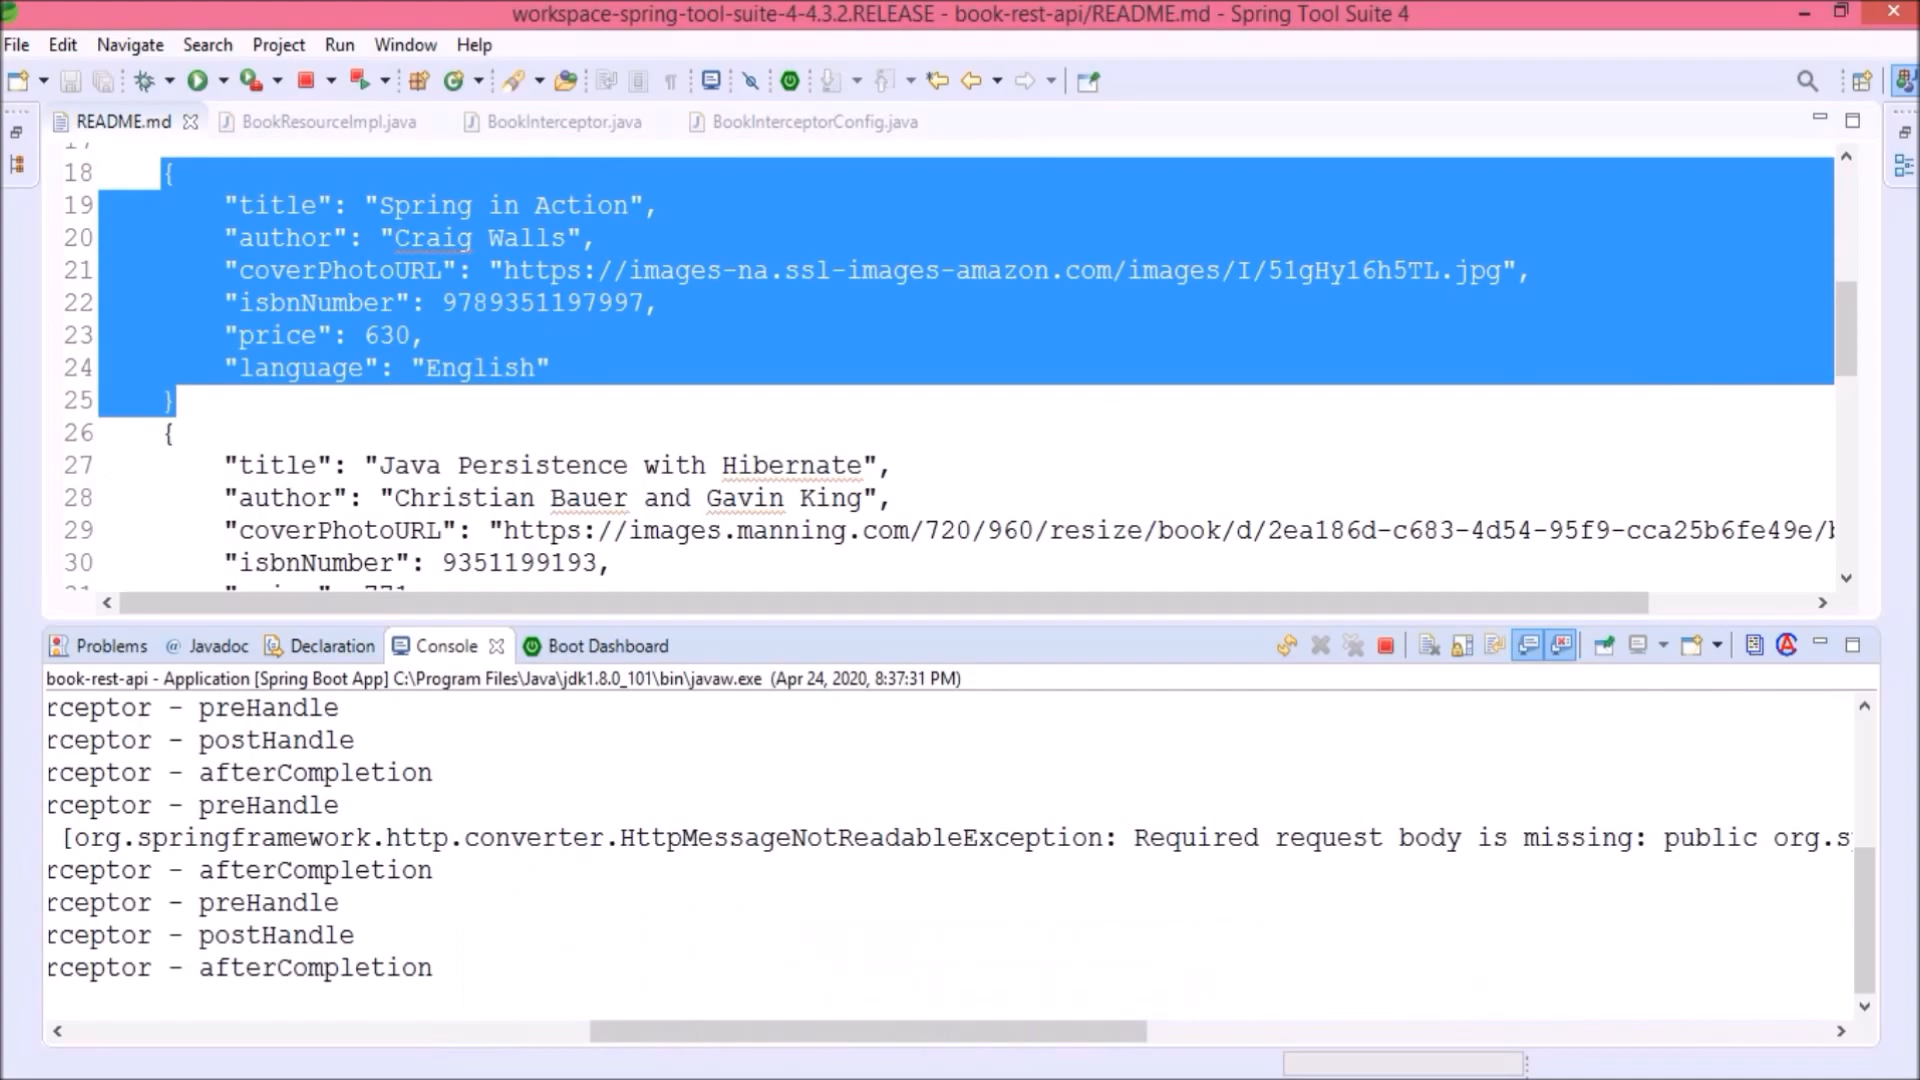 workspace-spring-tool-suite-4-4.3.2.RELEASE - book-rest-api/README.md - Spring Tool Suite 4
File Edit Navigate Search Project Run Window Help
README.md BookResourceImpl.java BookInterceptor.java BookInterceptorConfig.java
18 {
19 "title": "Spring in Action",
20 "author": "Craig Walls",
21 "coverPhotoURL": "https://images-na.ssl-images-amazon.com/images/I/51gHy16h5TL.jpg",
22 "isbnNumber": 9789351197997,
23 "price": 630,
24 "language": "English"
25 }
26 {
27 "title": "Java Persistence with Hibernate",
28 "author": "Christian Bauer and Gavin King",
29 "coverPhotoURL": "https://images.manning.com/720/960/resize/book/d/2ea186d-c683-4d54-95f9-cca25b6fe49e/
30 "isbnNumber": 9351199193,
Problems Javadoc Declaration Console Boot Dashboard
book-rest-api - Application [Spring Boot App] C:\Program Files\Java\jdk1.8.0_101\bin\javaw.exe (Apr 24, 2020, 8:37:31 PM)
rceptor - preHandle
rceptor - postHandle
rceptor - afterCompletion
rceptor - preHandle
[org.springframework.http.converter.HttpMessageNotReadableException: Required request body is missing: public org.s
rceptor - afterCompletion
rceptor - preHandle
rceptor - postHandle
rceptor - afterCompletion